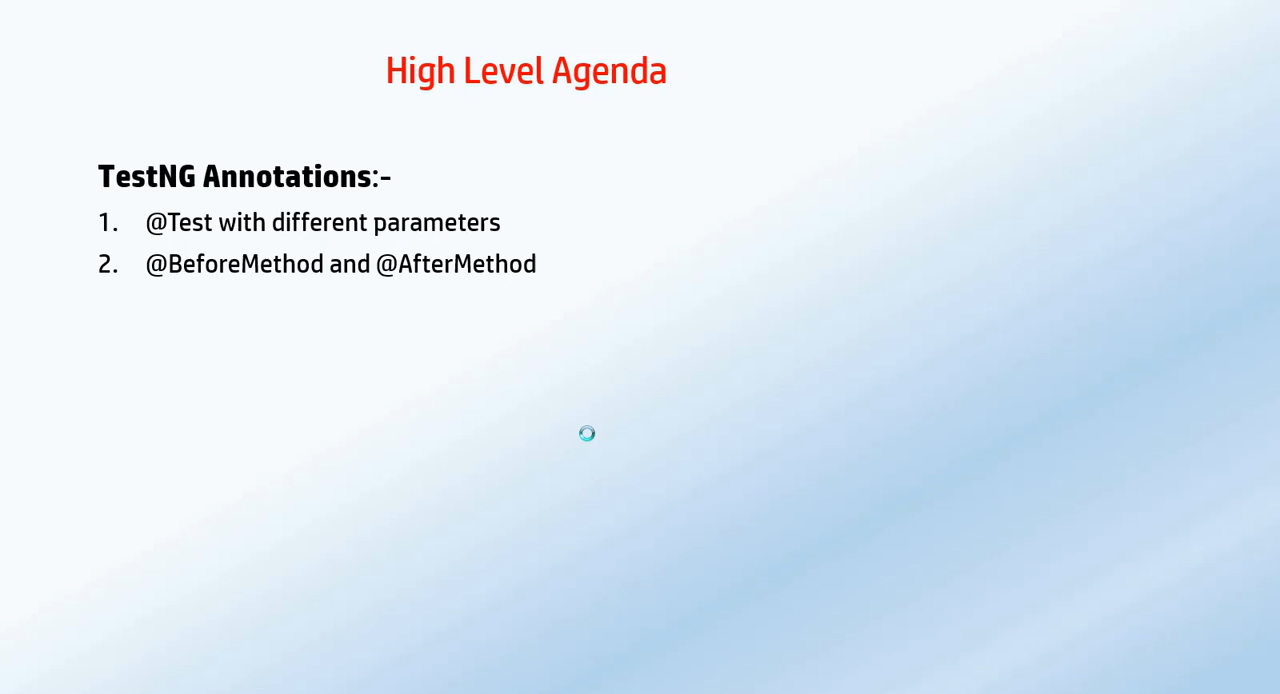 High Level Agenda
TestNG Annotations:-
1. @Test with different parameters
2. @BeforeMethod and @AfterMethod